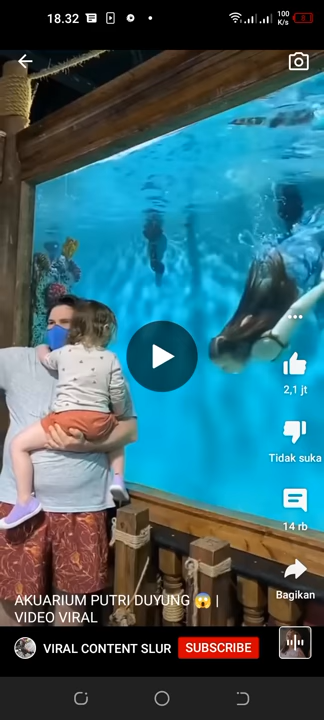 18.32
100
K/s
8
2,1 jt
Tidak suka
14 rb
Bagikan
AKUARIUM PUTRI DUYUNG 😱 |
VIDEO VIRAL
VIRAL CONTENT SLUR
SUBSCRIBE